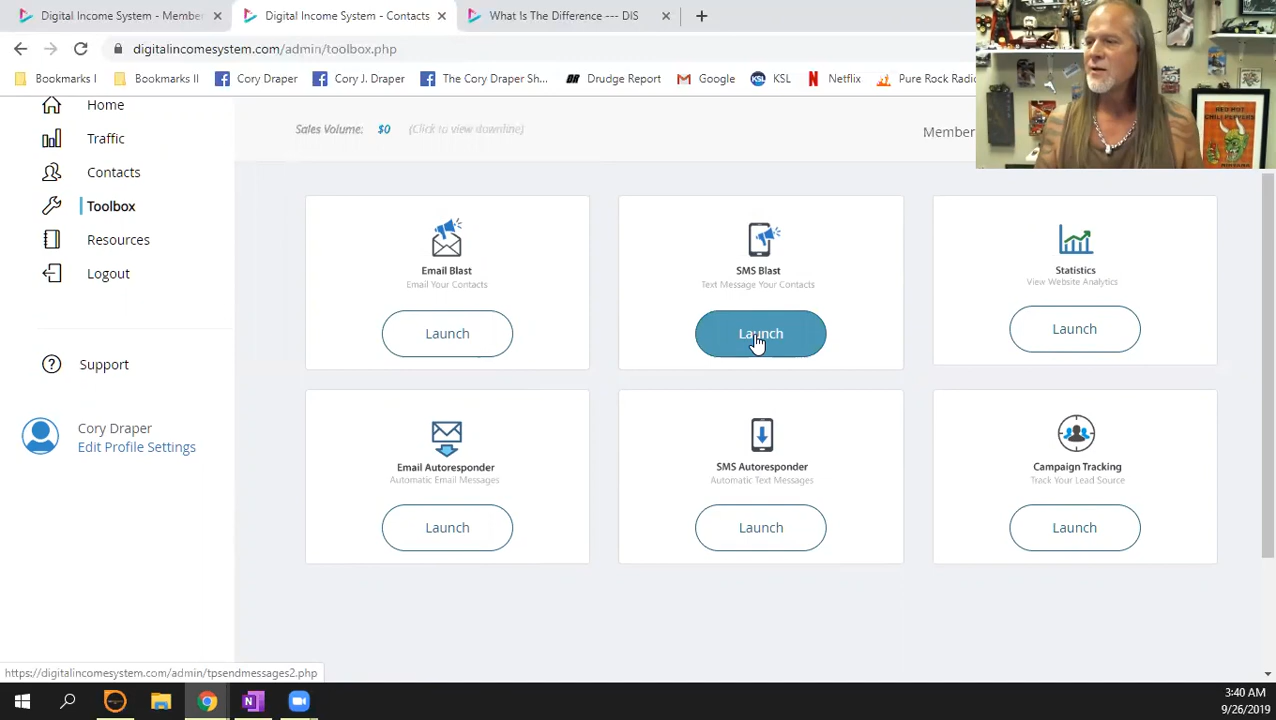 Digital Income System - Member
Digital Income System - Contacts
What Is The Difference --- DIS
digitalincomesystem.com/admin/toolbox.php
Bookmarks I
Bookmarks II
Cory Draper
Cory J. Draper
The Cory Draper Sh...
Drudge Report
Google
KSL
Netflix
Pure Rock Radio
RED HOT
CHILI PEPPERS
Home
Traffic
Contacts
Toolbox
Resources
Logout
Support
Cory Draper
Edit Profile Settings
Sales Volume: $0 (Click to view downline)
Member
Email Blast
Email Your Contacts
Launch
SMS Blast
Text Message Your Contacts
Launch
Statistics
View Website Analytics
Launch
Email Autoresponder
Automatic Email Messages
Launch
SMS Autoresponder
Automatic Text Messages
Launch
Campaign Tracking
Track Your Lead Source
Launch
https://digitalincomesystem.com/admin/tpsendmessages2.php
3:40 AM
9/26/2019